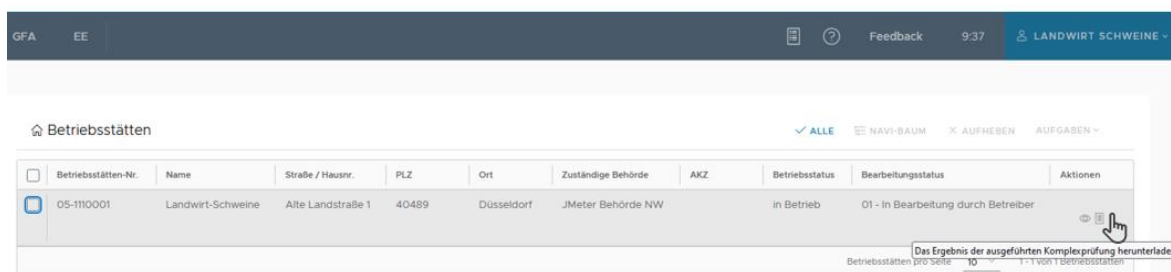 GFA EE Feedback 9:37 LANDWIRT SCHWEINE
Betriebsstätten ALLE NAVI-BAUM AUFHEBEN AUFGABEN
Betriebsstätten-Nr. Name Straße / Hausnr. PLZ Ort Zuständige Behörde AKZ Betriebsstatus Bearbeitungsstatus Aktionen
05-1110001 Landwirt-Schweine Alte Landstraße 1 40489 Düsseldorf JMeter Behörde NW in Betrieb 01 - In Bearbeitung durch Betreiber
Das Ergebnis der ausgeführten Komplexprüfung herunterlade
Betriebsstätten pro Seite 10 1 - 1 von 1 Betriebsstätten